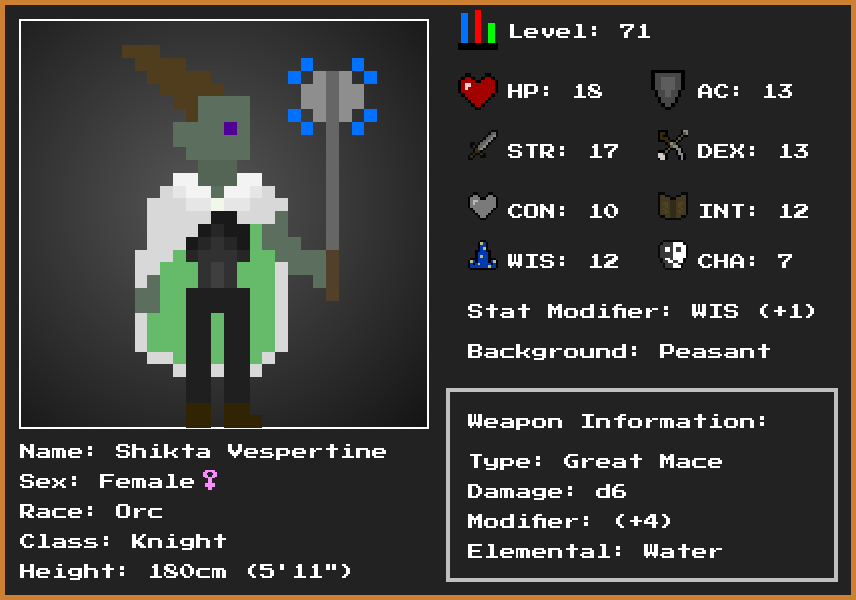 Level: 71
HP: 18 AC: 13
STR: 17 DEX: 13
CON: 10 INT: 12
WIS: 12 CHA: 7
Stat Modifier: WIS (+1)
Background: Peasant
Weapon Information:
Type: Great Mace
Damage: d6
Modifier: (+4)
Elemental: Water
Name: Shikta Vespertine
Sex: Female♀
Race: Orc
Class: Knight
Height: 180cm (5'11")